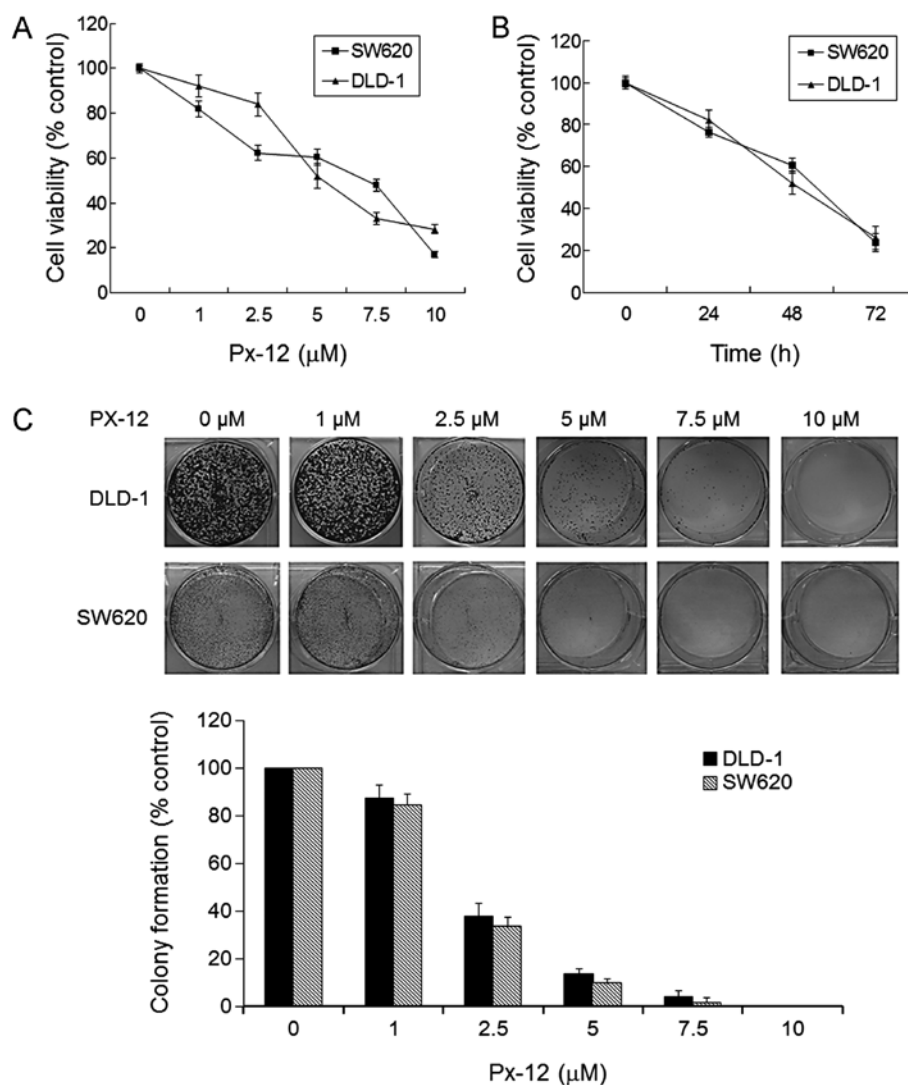 A
120
100
80
60
40
20
0
Cell viability (% control)
SW620
DLD-1
0 1 2.5 5 7.5 10
Px-12 (μM)
B
120
100
80
60
40
20
0
Cell viability (% control)
SW620
DLD-1
0 24 48 72
Time (h)
C
PX-12 0 μM 1 μM 2.5 μM 5 μM 7.5 μM 10 μM
DLD-1
SW620
120
100
80
60
40
20
0
Colony formation (% control)
DLD-1
SW620
0 1 2.5 5 7.5 10
Px-12 (μM)